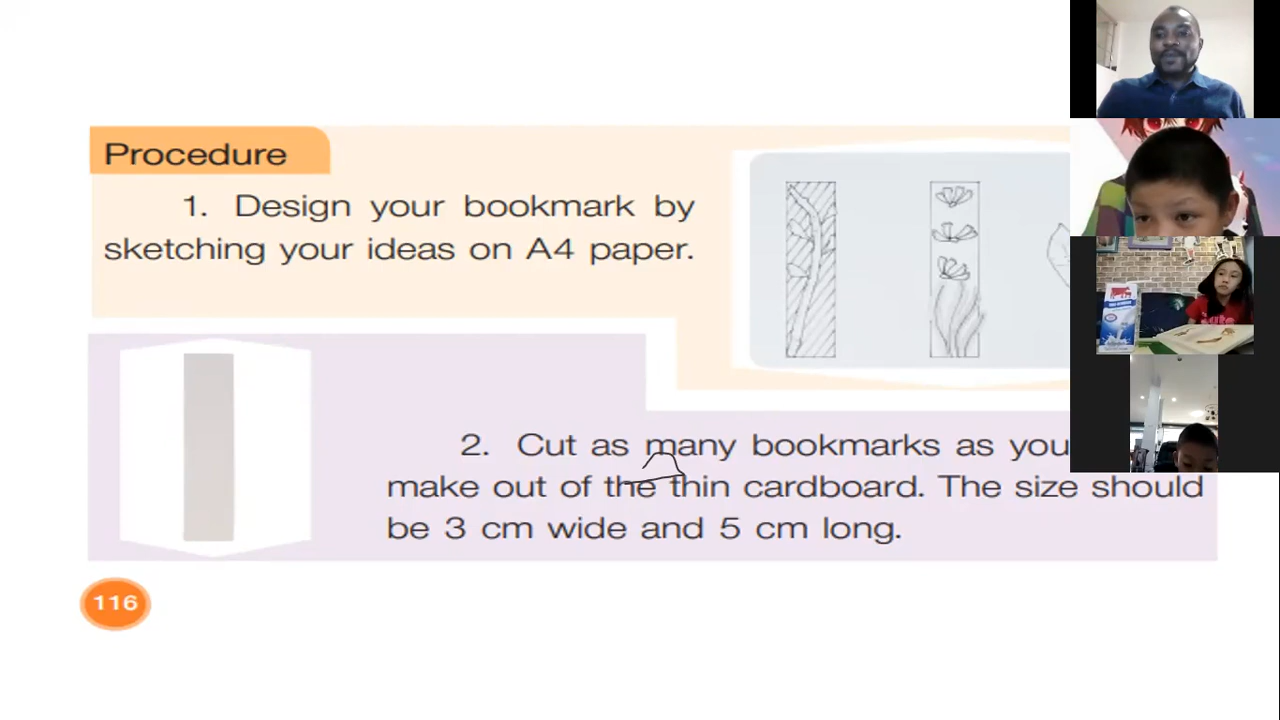 Procedure
1. Design your bookmark by
sketching your ideas on A4 paper.
2. Cut as many bookmarks as you
make out of the thin cardboard. The size should
be 3 cm wide and 5 cm long.
116